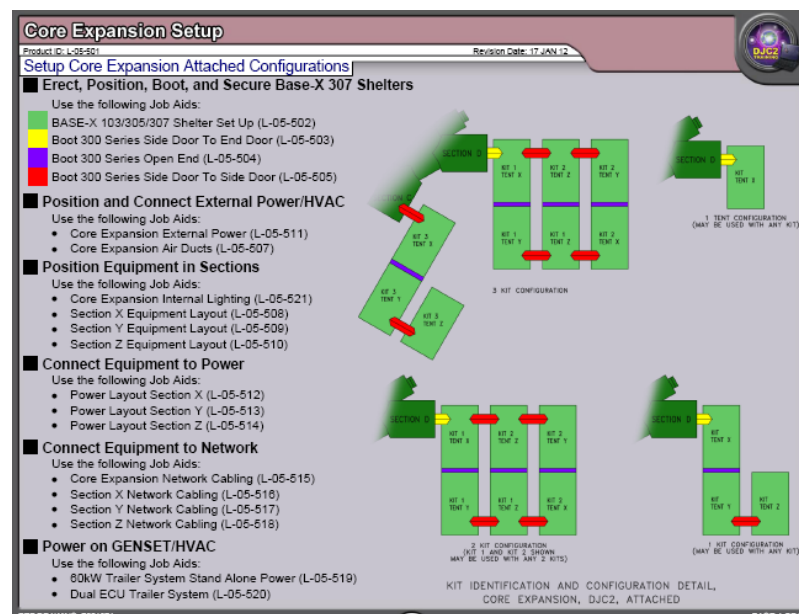 Core Expansion Setup
Product ID: L-05-501
Revision Date: 17 JAN 12
DJC2
TRAINING
Setup Core Expansion Attached Configurations
Erect, Position, Boot, and Secure Base-X 307 Shelters
Use the following Job Aids:
BASE-X 103/305/307 Shelter Set Up (L-05-502)
Boot 300 Series Side Door To End Door (L-05-503)
Boot 300 Series Open End (L-05-504)
Boot 300 Series Side Door To Side Door (L-05-505)
Position and Connect External Power/HVAC
Use the following Job Aids:
• Core Expansion External Power (L-05-511)
• Core Expansion Air Ducts (L-05-507)
Position Equipment in Sections
Use the following Job Aids:
• Core Expansion Internal Lighting (L-05-521)
• Section X Equipment Layout (L-05-508)
• Section Y Equipment Layout (L-05-509)
• Section Z Equipment Layout (L-05-510)
Connect Equipment to Power
Use the following Job Aids:
• Power Layout Section X (L-05-512)
• Power Layout Section Y (L-05-513)
• Power Layout Section Z (L-05-514)
Connect Equipment to Network
Use the following Job Aids:
• Core Expansion Network Cabling (L-05-515)
• Section X Network Cabling (L-05-516)
• Section Y Network Cabling (L-05-517)
• Section Z Network Cabling (L-05-518)
Power on GENSET/HVAC
Use the following Job Aids:
• 60kW Trailer System Stand Alone Power (L-05-519)
• Dual ECU Trailer System (L-05-520)
SECTION D
KIT 1
TENT X
KIT 2
TENT Z
KIT 2
TENT Y
KIT 1
TENT Y
KIT 1
TENT Z
KIT 2
TENT X
KIT 3
TENT X
KIT 3
TENT Y
KIT 3
TENT Z
3 KIT CONFIGURATION
SECTION D
KIT
TENT X
1 TENT CONFIGURATION
(MAY BE USED WITH ANY KIT)
SECTION D
KIT 1
TENT X
KIT 2
TENT Z
KIT 2
TENT Y
KIT 1
TENT Y
KIT 1
TENT Z
KIT 2
TENT X
2 KIT CONFIGURATION
(KIT 1 AND KIT 2 SHOWN
MAY BE USED WITH ANY 2 KITS)
SECTION D
KIT
TENT X
KIT
TENT Y
KIT
TENT Z
1 KIT CONFIGURATION
(MAY BE USED WITH ANY KIT)
KIT IDENTIFICATION AND CONFIGURATION DETAIL,
CORE EXPANSION, DJC2, ATTACHED